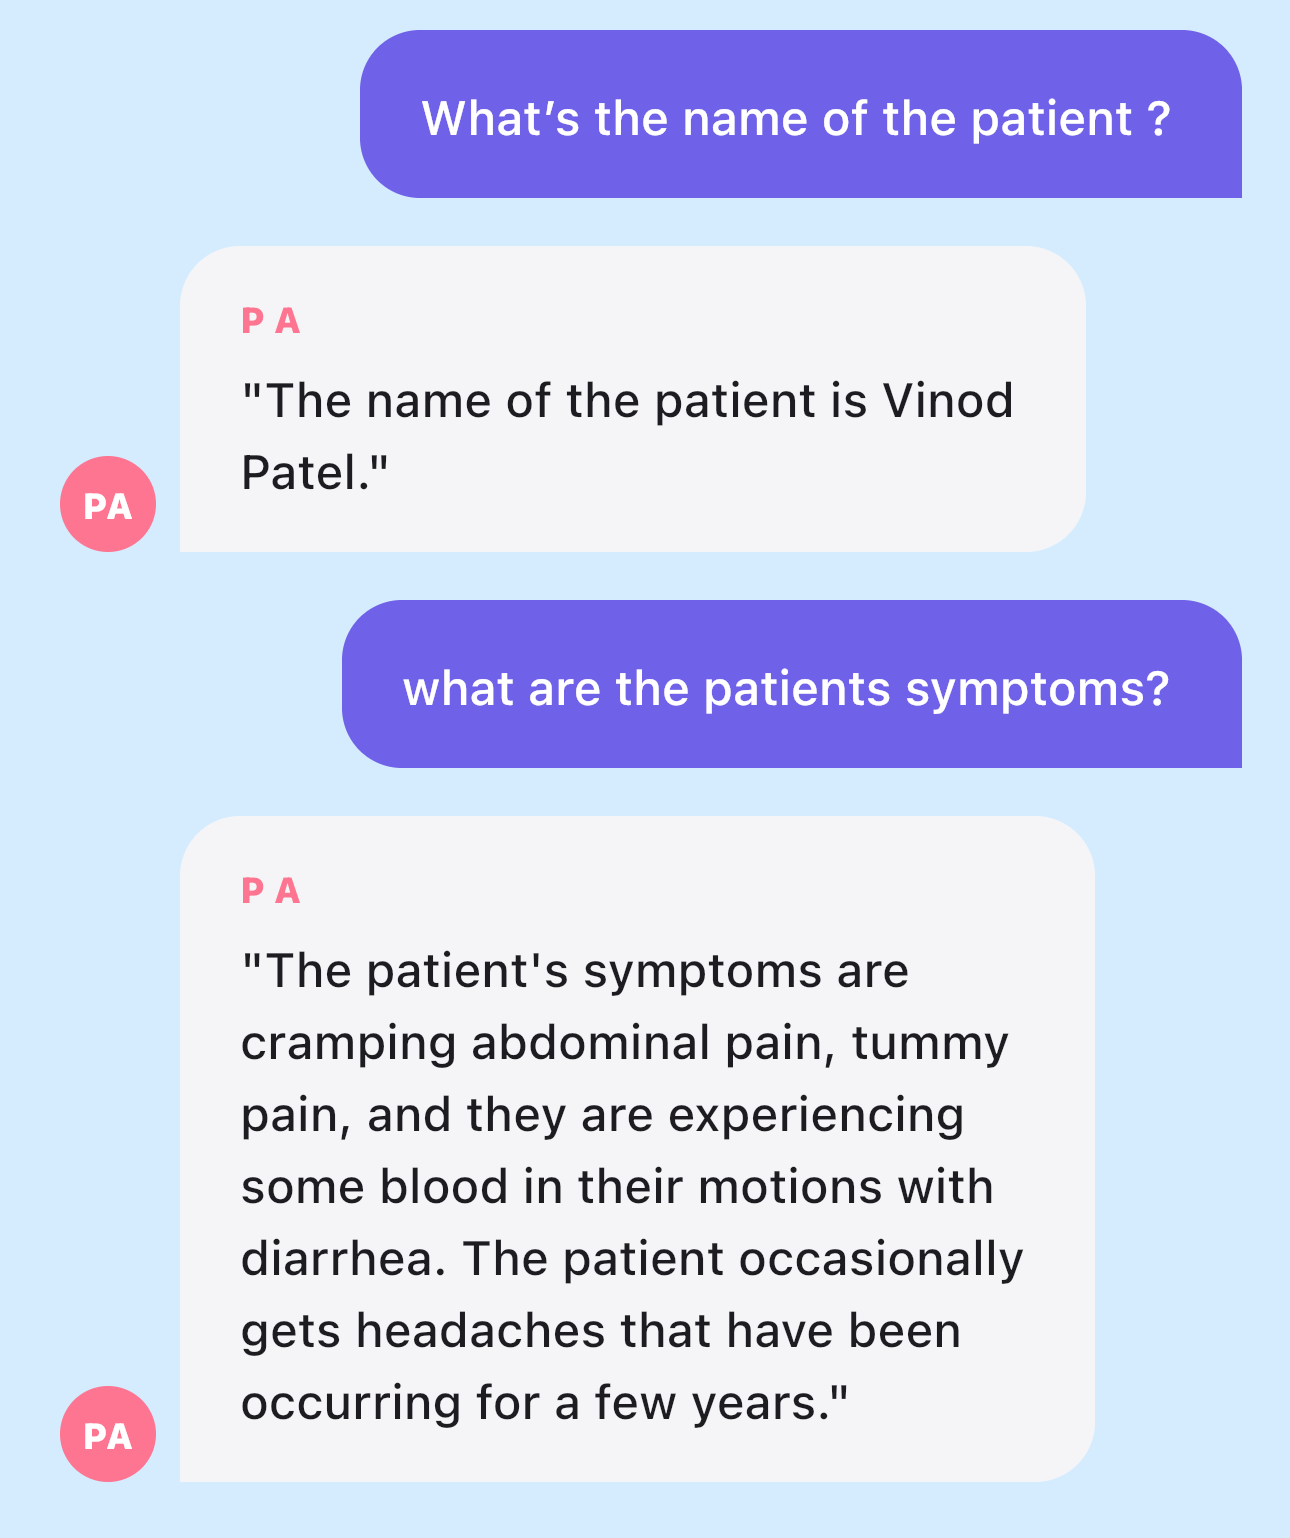 What’s the name of the patient ?
P A
"The name of the patient is Vinod
Patel."
PA
what are the patients symptoms?
P A
"The patient's symptoms are
cramping abdominal pain, tummy
pain, and they are experiencing
some blood in their motions with
diarrhea. The patient occasionally
gets headaches that have been
occurring for a few years."
PA